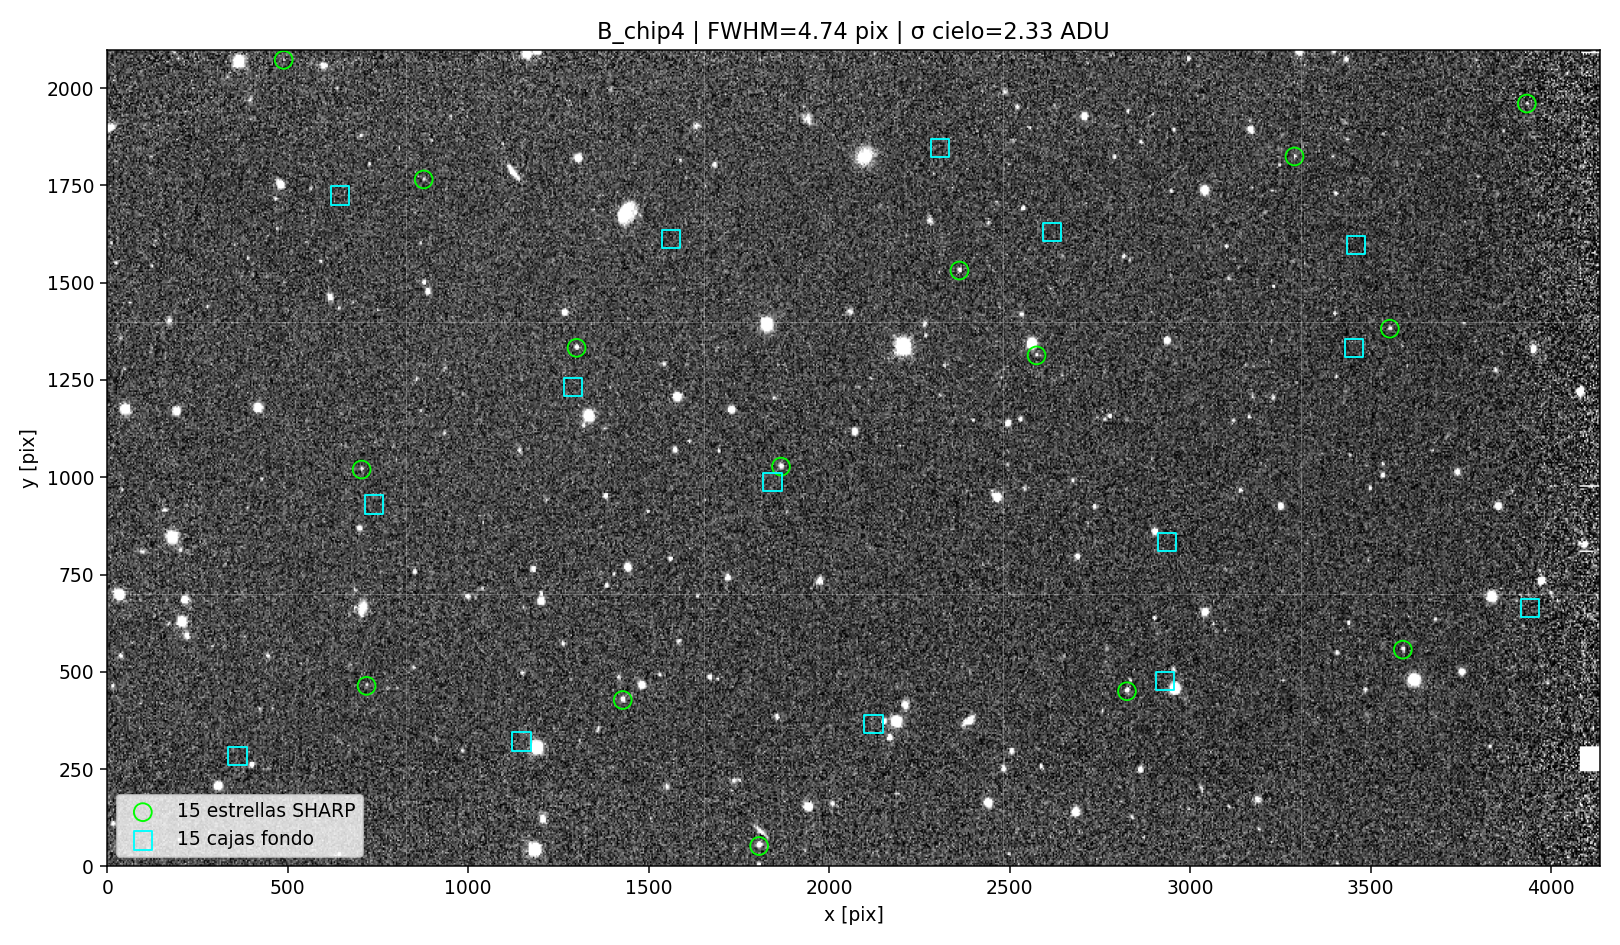 B_chip4 | FWHM=4.74 pix | σ cielo=2.33 ADU
y [pix]
2000
1750
1500
1250
1000
750
500
250
0
15 estrellas SHARP
15 cajas fondo
0 500 1000 1500 2000 2500 3000 3500 4000
x [pix]